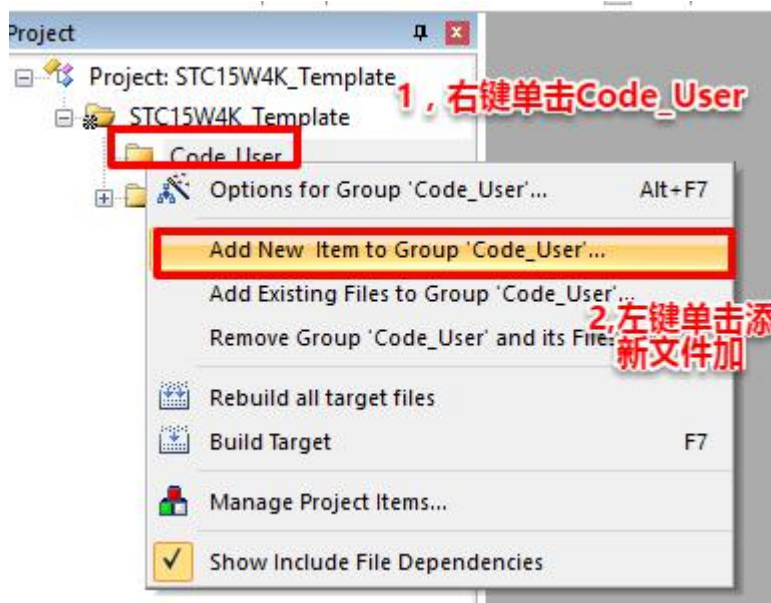 Project
Project: STC15W4K_Template
STC15W4K_Template
1，右键单击Code_User
Code_User
Options for Group 'Code_User'... Alt+F7
Add New Item to Group 'Code_User'...
Add Existing Files to Group 'Code_User'...
2,左键单击添
Remove Group 'Code_User' and its Files
新文件加
Rebuild all target files
Build Target F7
Manage Project Items...
Show Include File Dependencies